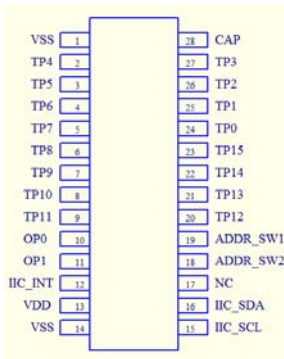 VSS 1 28 CAP
TP4 2 27 TP3
TP5 3 26 TP2
TP6 4 25 TP1
TP7 5 24 TP0
TP8 6 23 TP15
TP9 7 22 TP14
TP10 8 21 TP13
TP11 9 20 TP12
OP0 10 19 ADDR_SW1
OP1 11 18 ADDR_SW2
IIC_INT 12 17 NC
VDD 13 16 IIC_SDA
VSS 14 15 IIC_SCL